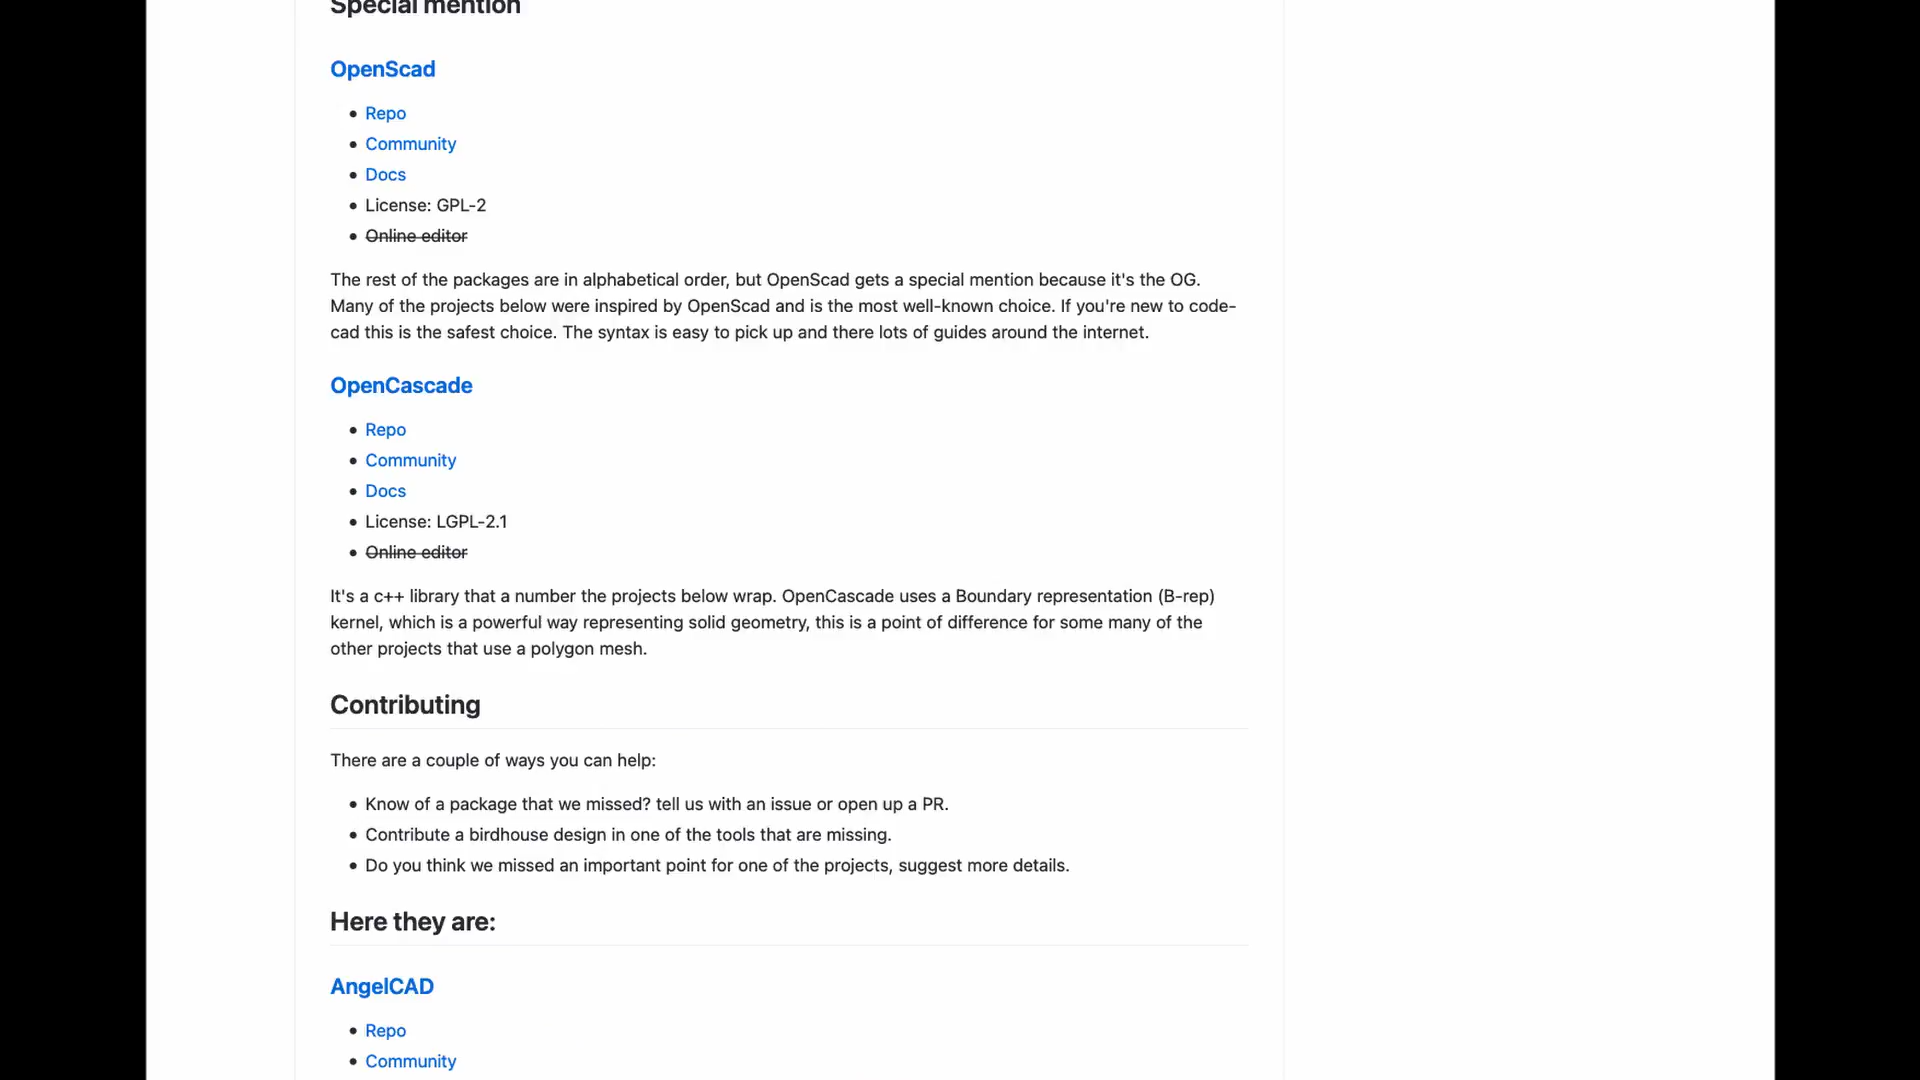 Special mention
OpenScad
Repo
Community
Docs
License: GPL-2
Online editor
The rest of the packages are in alphabetical order, but OpenScad gets a special mention because it's the OG.
Many of the projects below were inspired by OpenScad and is the most well-known choice. If you're new to code-
cad this is the safest choice. The syntax is easy to pick up and there lots of guides around the internet.
OpenCascade
Repo
Community
Docs
License: LGPL-2.1
Online editor
It's a c++ library that a number the projects below wrap. OpenCascade uses a Boundary representation (B-rep)
kernel, which is a powerful way representing solid geometry, this is a point of difference for some many of the
other projects that use a polygon mesh.
Contributing
There are a couple of ways you can help:
Know of a package that we missed? tell us with an issue or open up a PR.
Contribute a birdhouse design in one of the tools that are missing.
Do you think we missed an important point for one of the projects, suggest more details.
Here they are:
AngelCAD
Repo
Community